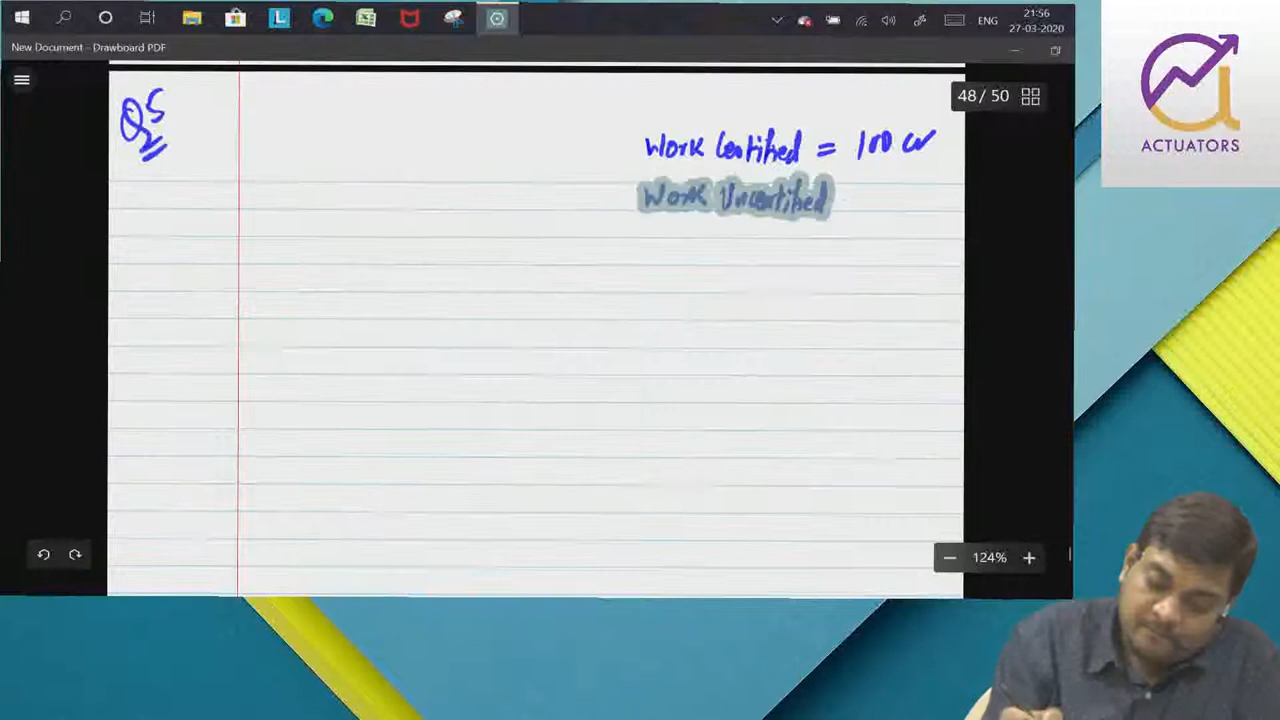 21:56
ENG
27-03-2020
New Document - Drawboard PDF
48 / 50
Q5
Work Certified = 100 cr
Work Uncertified
ACTUATORS
124%